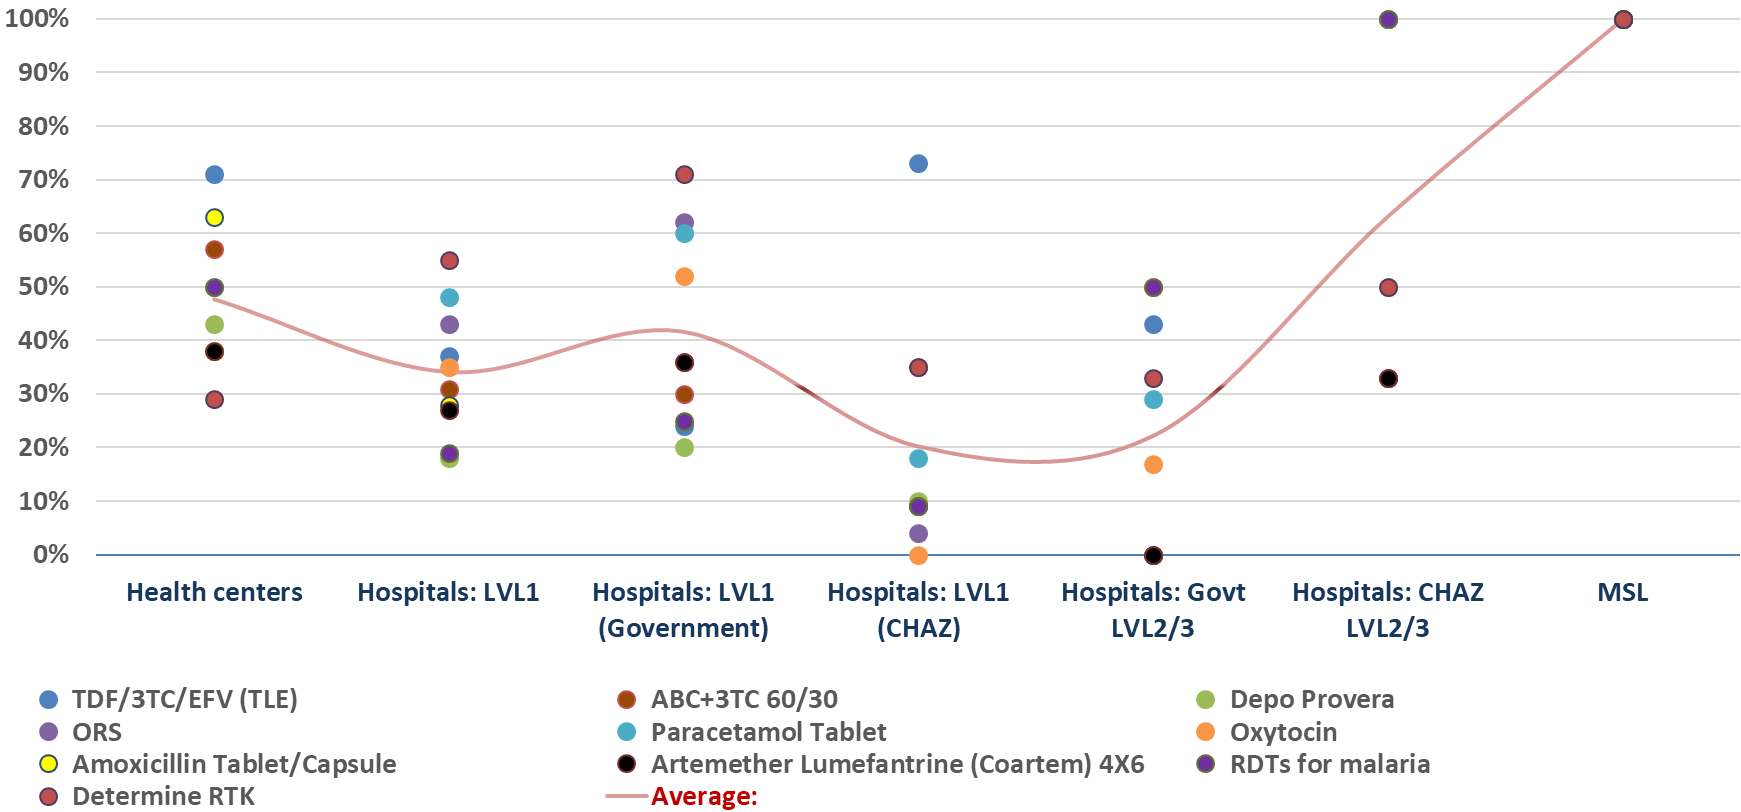 100%
90%
80%
70%
60%
50%
40%
30%
20%
10%
0%
Health centers
Hospitals: LVL1
Hospitals: LVL1
(Government)
Hospitals: LVL1
(CHAZ)
Hospitals: Govt
LVL2/3
Hospitals: CHAZ
LVL2/3
MSL
TDF/3TC/EFV (TLE)
ABC+3TC 60/30
Depo Provera
ORS
Paracetamol Tablet
Oxytocin
Amoxicillin Tablet/Capsule
Artemether Lumefantrine (Coartem) 4X6
RDTs for malaria
Determine RTK
Average: